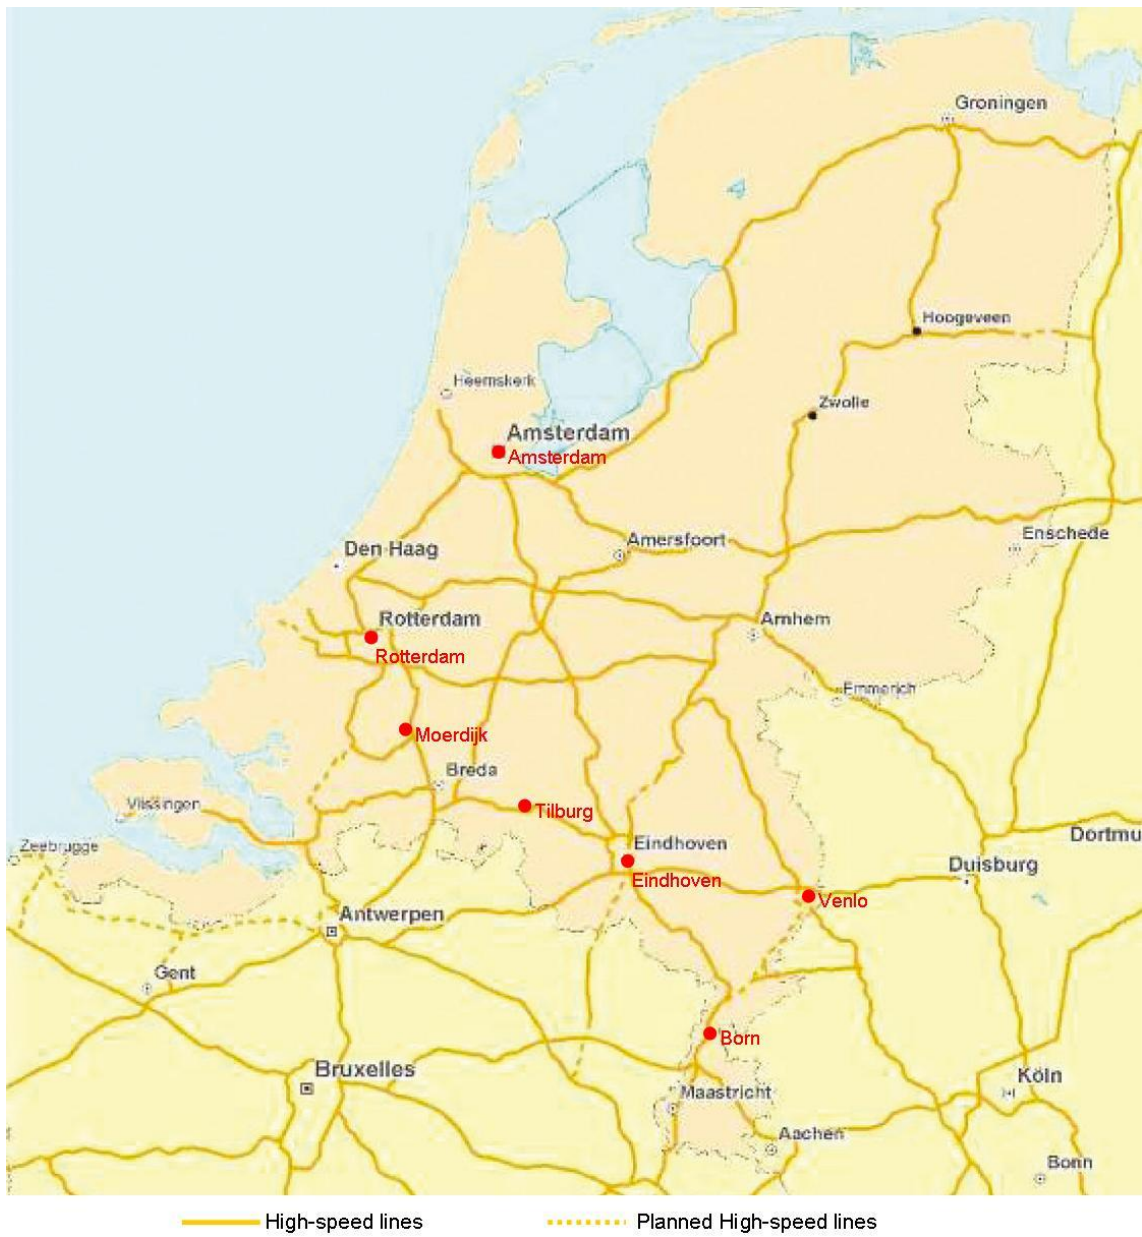 Groningen
Hoogeveen
Heemskerk
Zwolle
Amsterdam
Amsterdam
Enschede
Amersfoort
Den Haag
Rotterdam
Arnhem
Rotterdam
Emmerich
Moerdijk
Breda
Vlissingen
Tilburg
Dortmu
Zeebrugge
Eindhoven
Duisburg
Eindhoven
Venlo
Antwerpen
Gent
Born
Bruxelles
Köln
Maastricht
Aachen
Bonn
High-speed lines
Planned High-speed lines